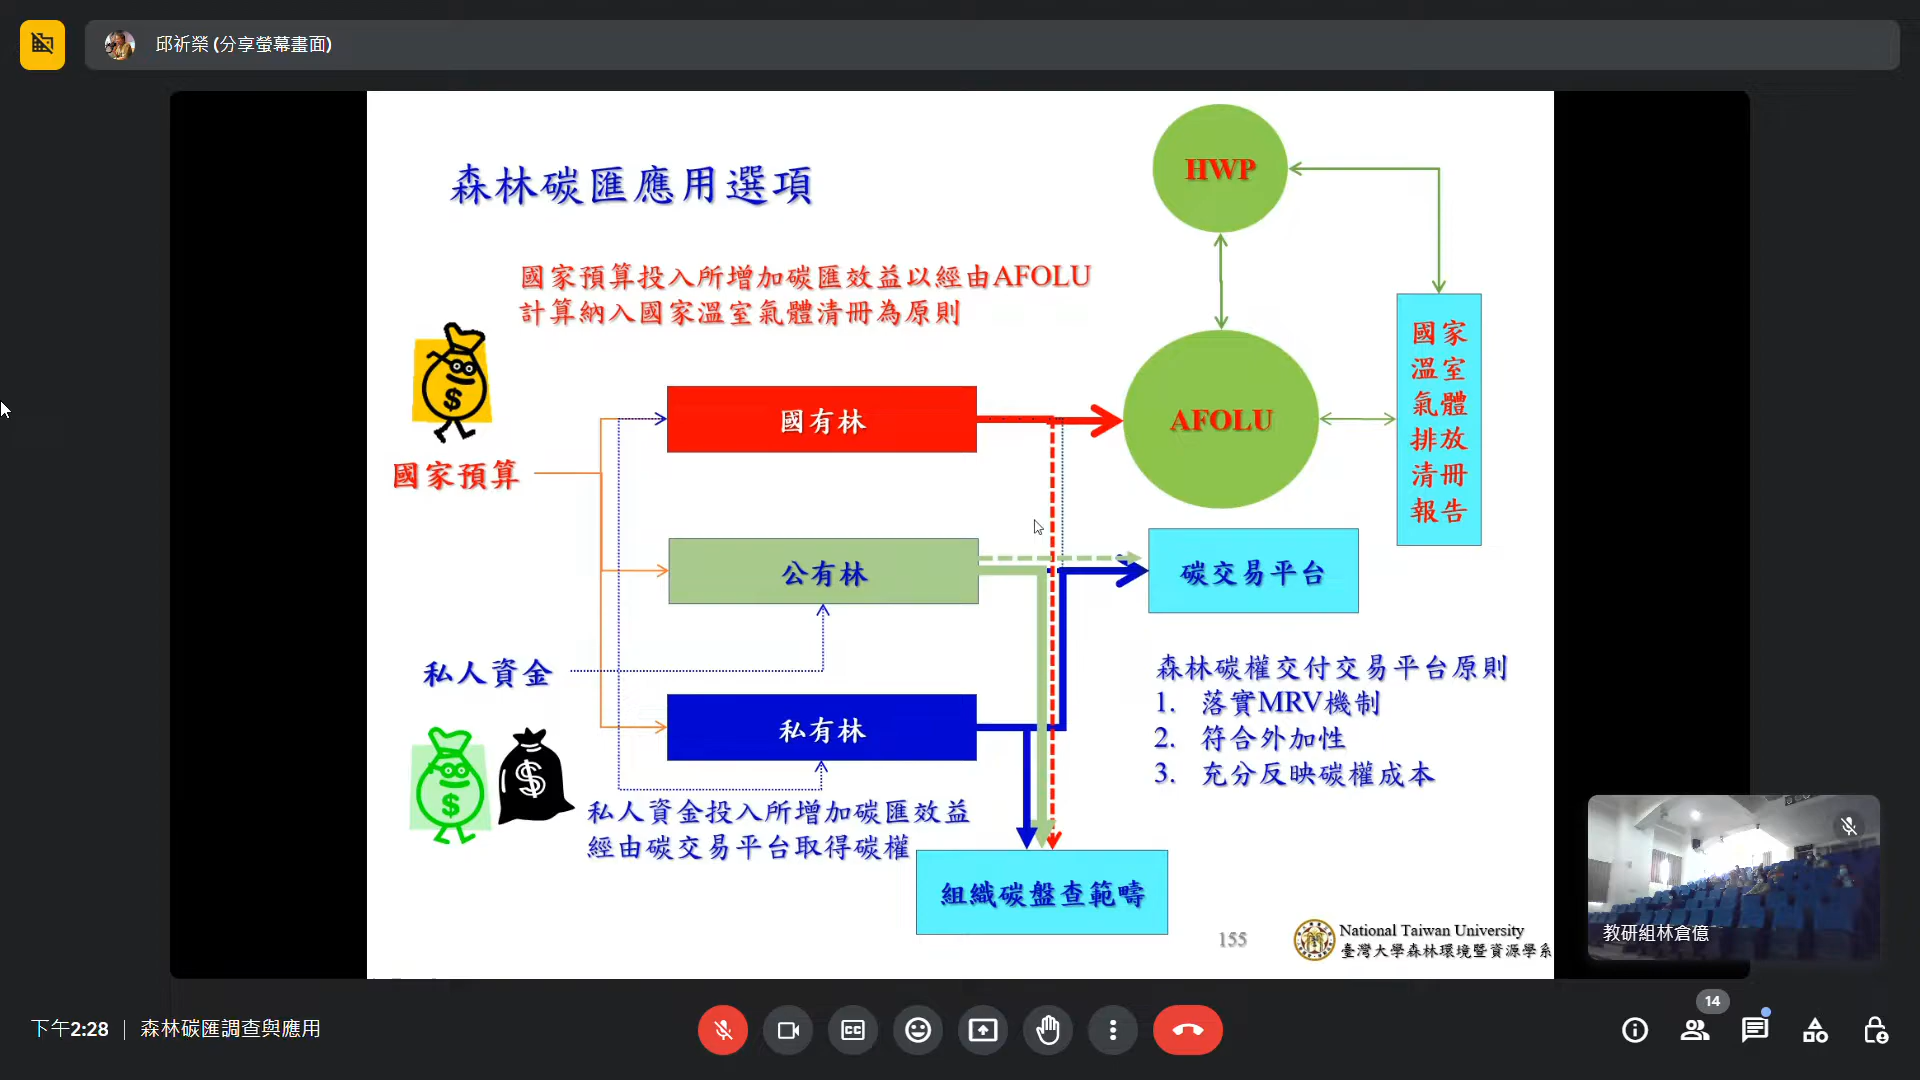 邱祈榮 (分享螢幕畫面)
森林碳匯應用選項
HWP
國家預算投入所增加碳匯效益以經由AFOLU
計算納入國家溫室氣體清冊為原則
國家
溫室
氣體
排放
清冊
報告
$
國有林
AFOLU
國家預算
公有林
碳交易平台
私人資金
森林碳權交付交易平台原則
1. 落實MRV機制
2. 符合外加性
3. 充分反映碳權成本
私有林
$
$
私人資金投入所增加碳匯效益
經由碳交易平台取得碳權
組織碳盤查範疇
155
National Taiwan University
臺灣大學森林環境暨資源學系
教研組林倉億
下午2:28 | 森林碳匯調查與應用
CC
14